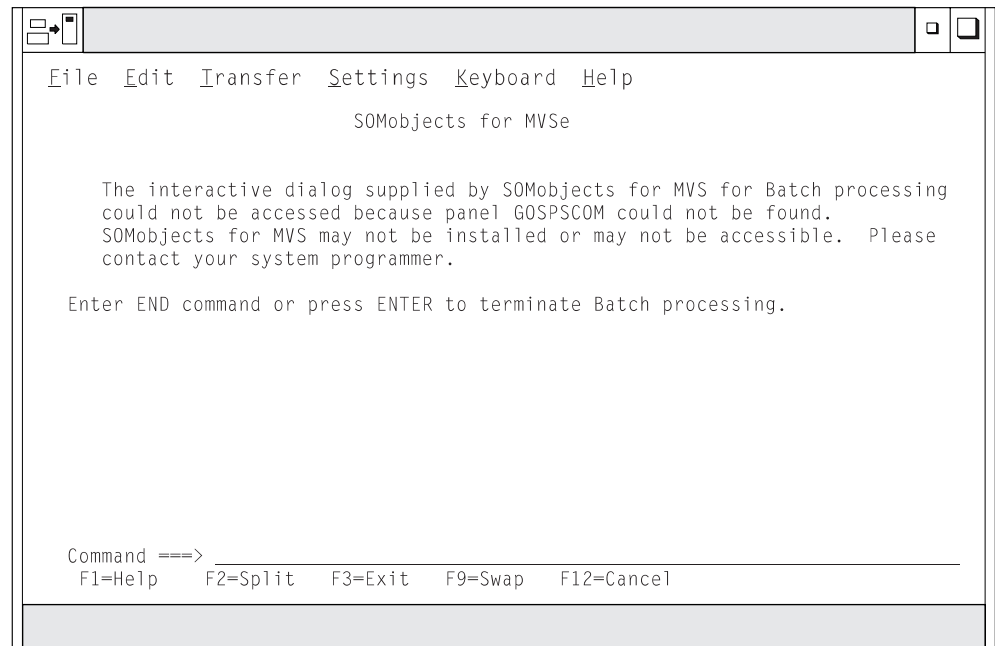 File Edit Transfer Settings Keyboard Help
SOMobjects for MVSe
The interactive dialog supplied by SOMobjects for MVS for Batch processing
could not be accessed because panel GOSPSCOM could not be found.
SOMobjects for MVS may not be installed or may not be accessible. Please
contact your system programmer.
Enter END command or press ENTER to terminate Batch processing.
Command ===>
F1=Help F2=Split F3=Exit F9=Swap F12=Cancel